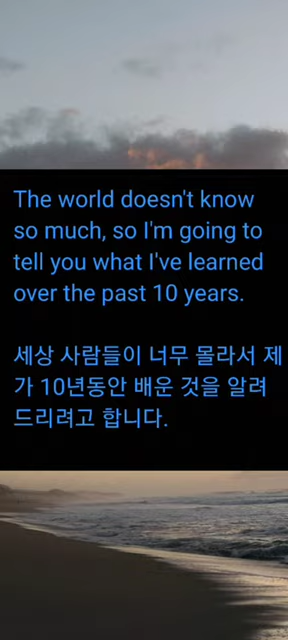 The world doesn't know
so much, so I'm going to
tell you what I've learned
over the past 10 years.
세상 사람들이 너무 몰라서 제
가 10년동안 배운 것을 알려
드리려고 합니다.